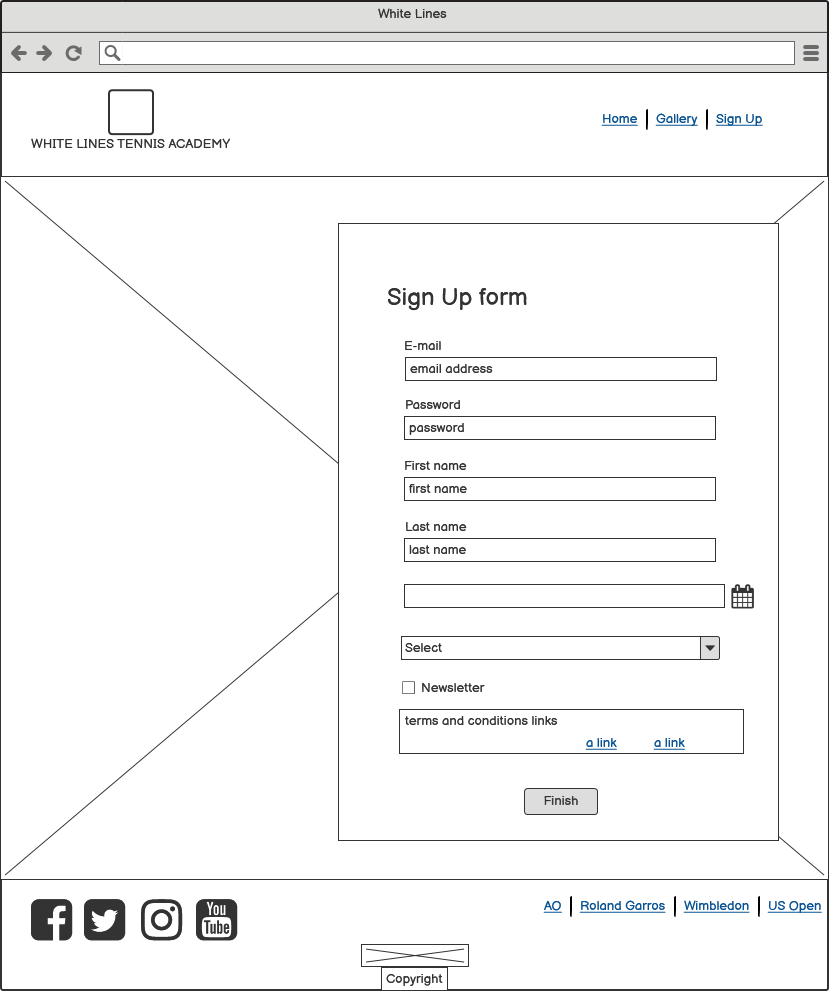 White Lines
WHITE LINES TENNIS ACADEMY
Home Gallery Sign Up
Sign Up form
E-mail
email address
Password
password
First name
first name
Last name
last name
Select
Newsletter
terms and conditions links
a link a link
Finish
You
Tube
AO Roland Garros Wimbledon US Open
Copyright